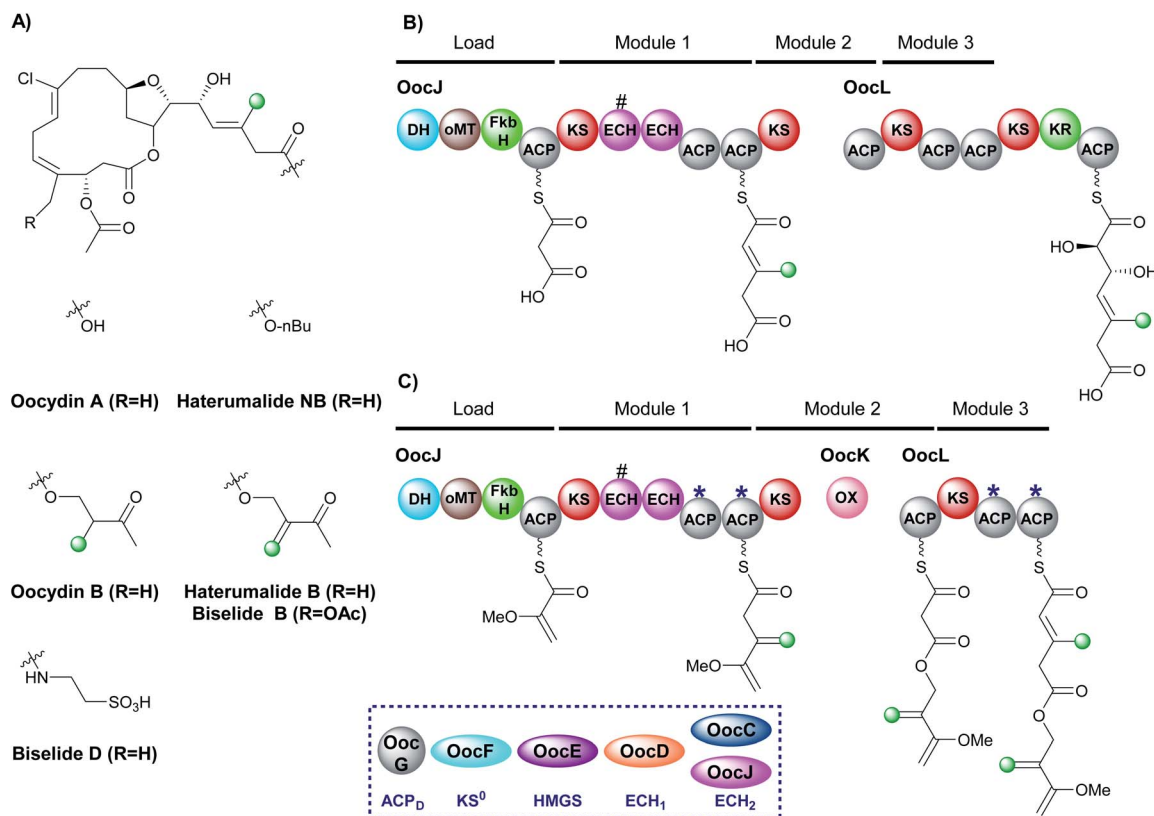 A)
Cl
O
OH
O
O
O
O
R
O
O
OH
O-nBu
Oocydin A (R=H)
Haterumalide NB (R=H)
O
O
O
O
Oocydin B (R=H)
Haterumalide B (R=H)
Biselide B (R=OAc)
HN
SO3H
Biselide D (R=H)
B)
Load
Module 1
Module 2
Module 3
OocJ
OocL
#
DH
oMT
Fkb
H
ACP
KS
ECH
ECH
ACP
ACP
KS
ACP
KS
ACP
ACP
KS
KR
ACP
S
O
O
HO
S
O
O
HO
S
O
HO
OH
O
HO
C)
Load
Module 1
Module 2
Module 3
OocJ
OocK
OocL
#
* *
* *
DH
oMT
Fkb
H
ACP
KS
ECH
ECH
ACP
ACP
KS
OX
ACP
KS
ACP
ACP
S
O
MeO
S
O
MeO
S
O
O
O
OMe
S
O
O
O
OMe
Ooc
G
OocF
OocE
OocD
OocC
OocJ
ACPD
KS0
HMGS
ECH1
ECH2